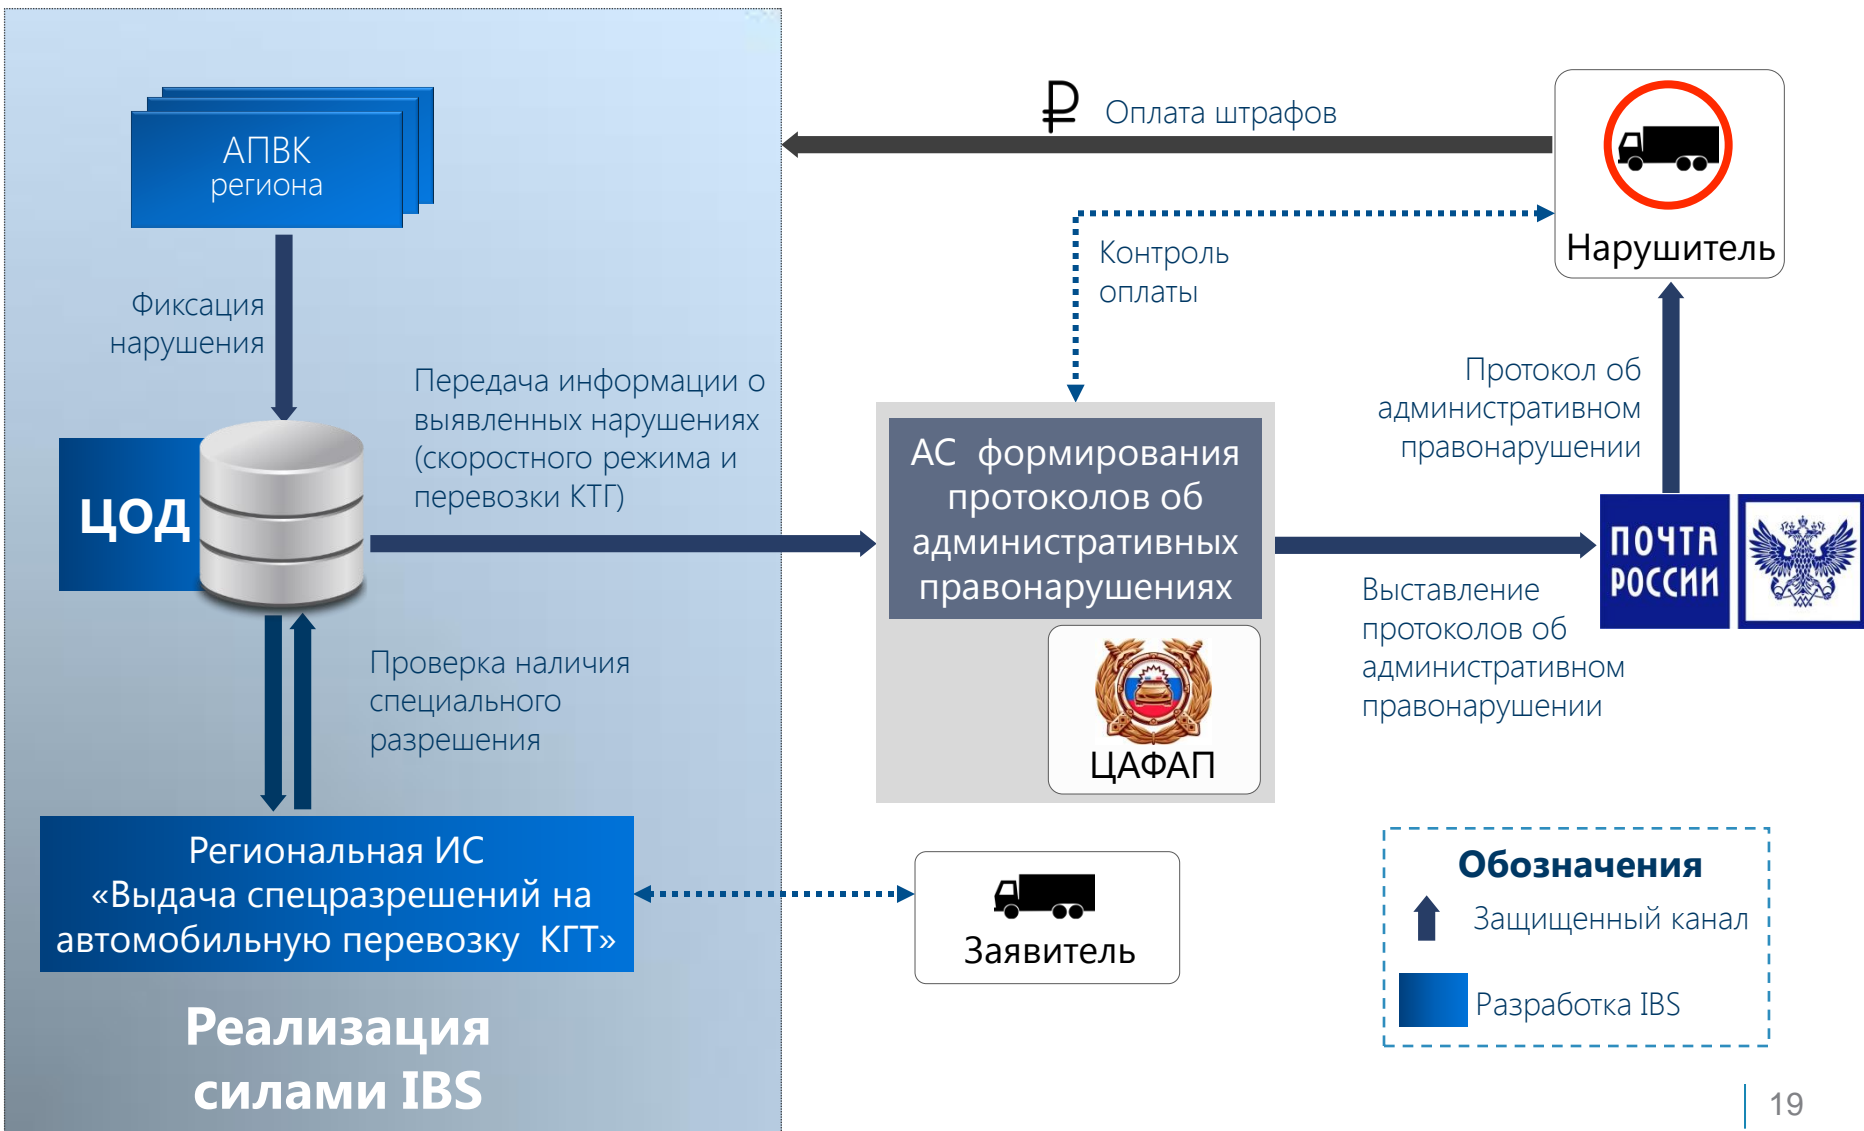 АПВК
региона
Фиксация
нарушения
ЦОД
Передача информации о
выявленных нарушениях
(скоростного режима и
перевозки КТГ)
Проверка наличия
специального
разрешения
Региональная ИС
«Выдача спецразрешений на
автомобильную перевозку КГТ»
Реализация
силами IBS
₽ Оплата штрафов
Контроль
оплаты
Нарушитель
Протокол об
административном
правонарушении
АС формирования
протоколов об
административных
правонарушениях
ЦАФАП
ПОЧТА
РОССИИ
Выставление
протоколов об
административном
правонарушении
Заявитель
Обозначения
Защищенный канал
Разработка IBS
19